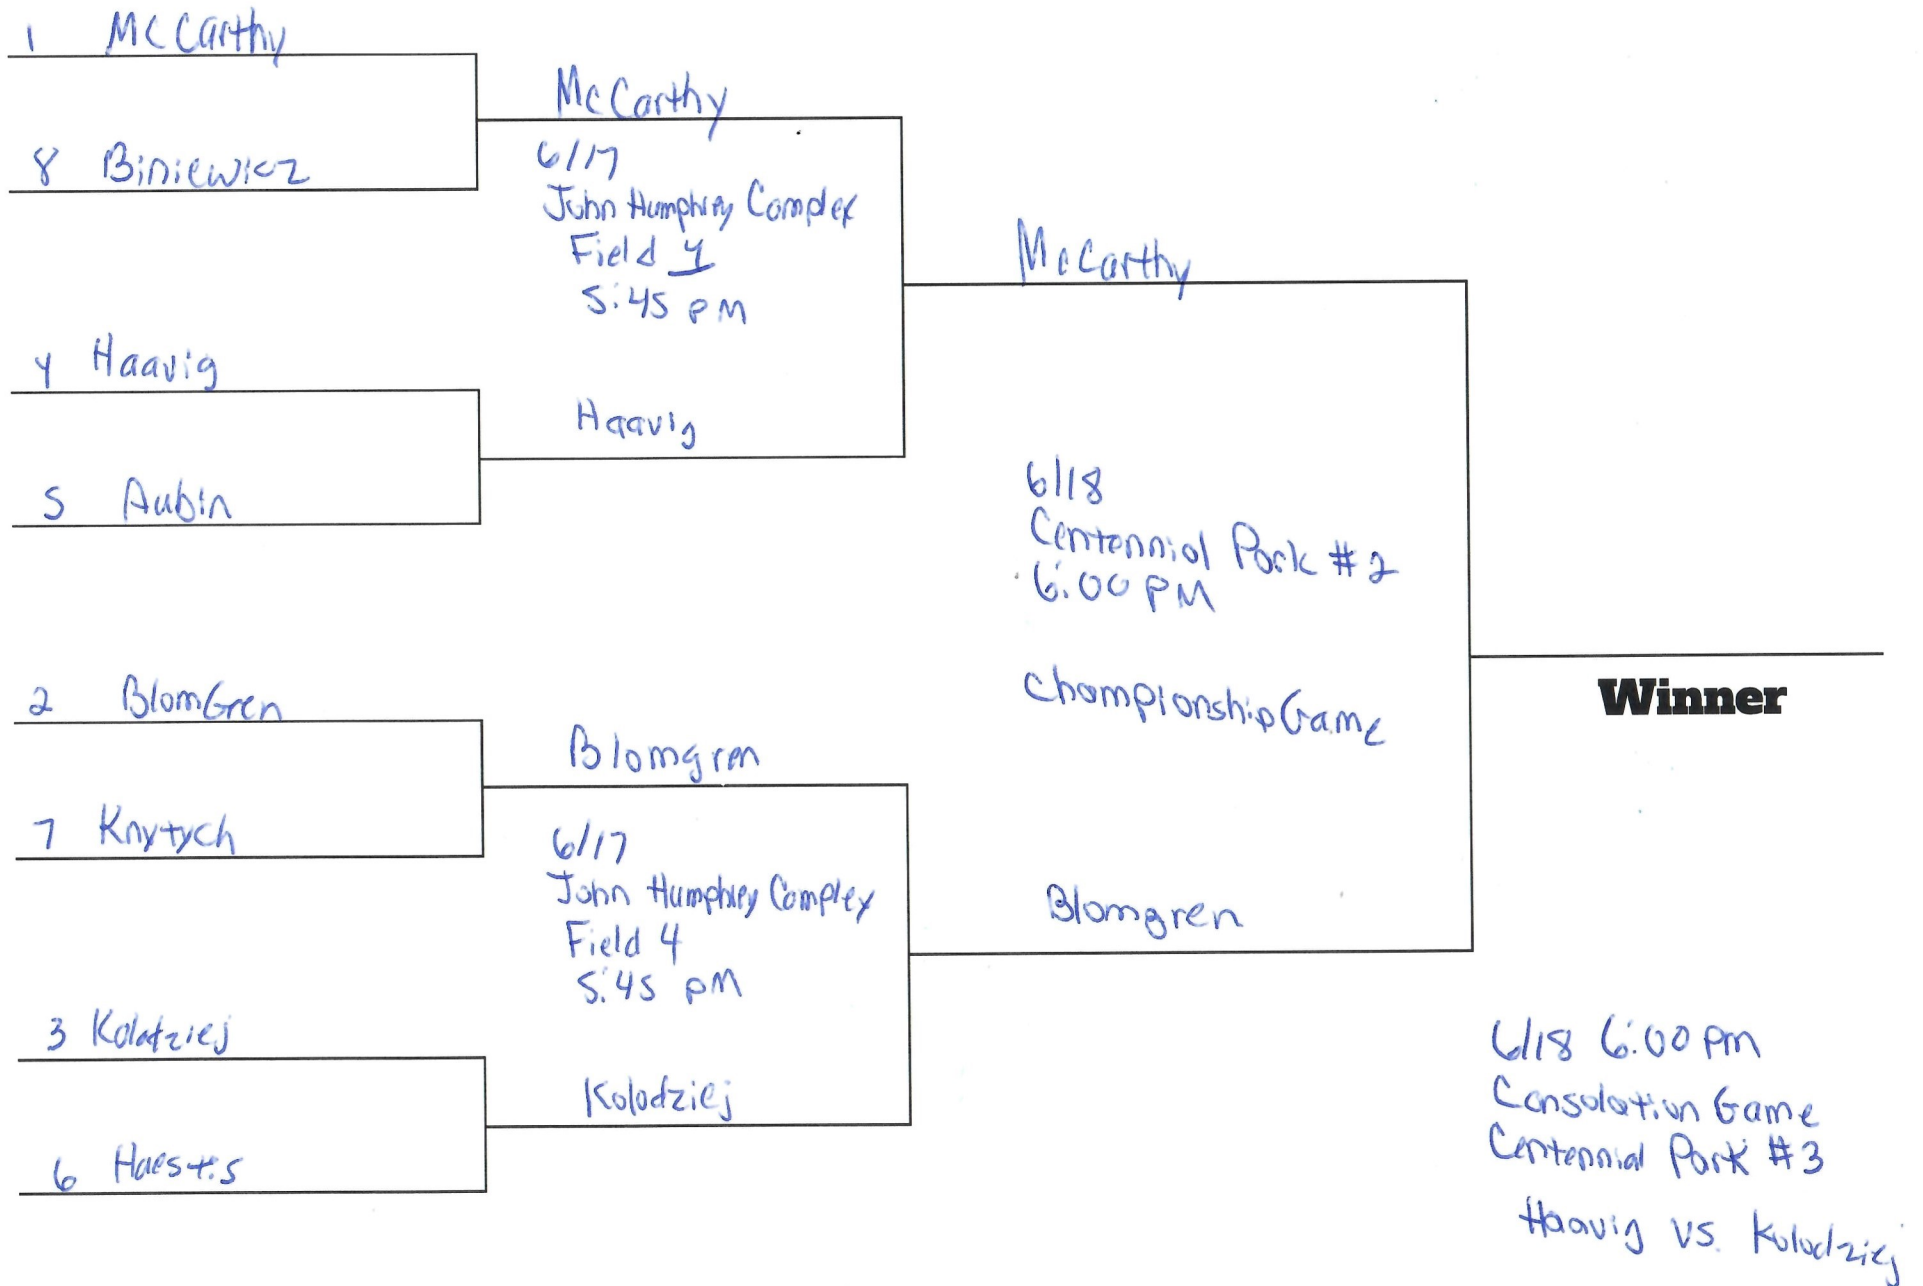 1 McCarthy
8 Biniewicz
4 Haavig
5 Aubin
2 BlomGren
7 Knytych
3 Kolodziej
6 Haestis
McCarthy
6/17
John Humphrey Complex
Field 1
5:45 PM
Haavig
Blomgren
6/17
John Humphrey Complex
Field 4
5:45 pM
Kolodziej
McCarthy
6/18
Centennial Park #2
6:00 PM
Championship Game
Blomgren
Winner
6/18 6:00 pm
Consolation Game
Centennial Park #3
Haavig vs. Kolodziej